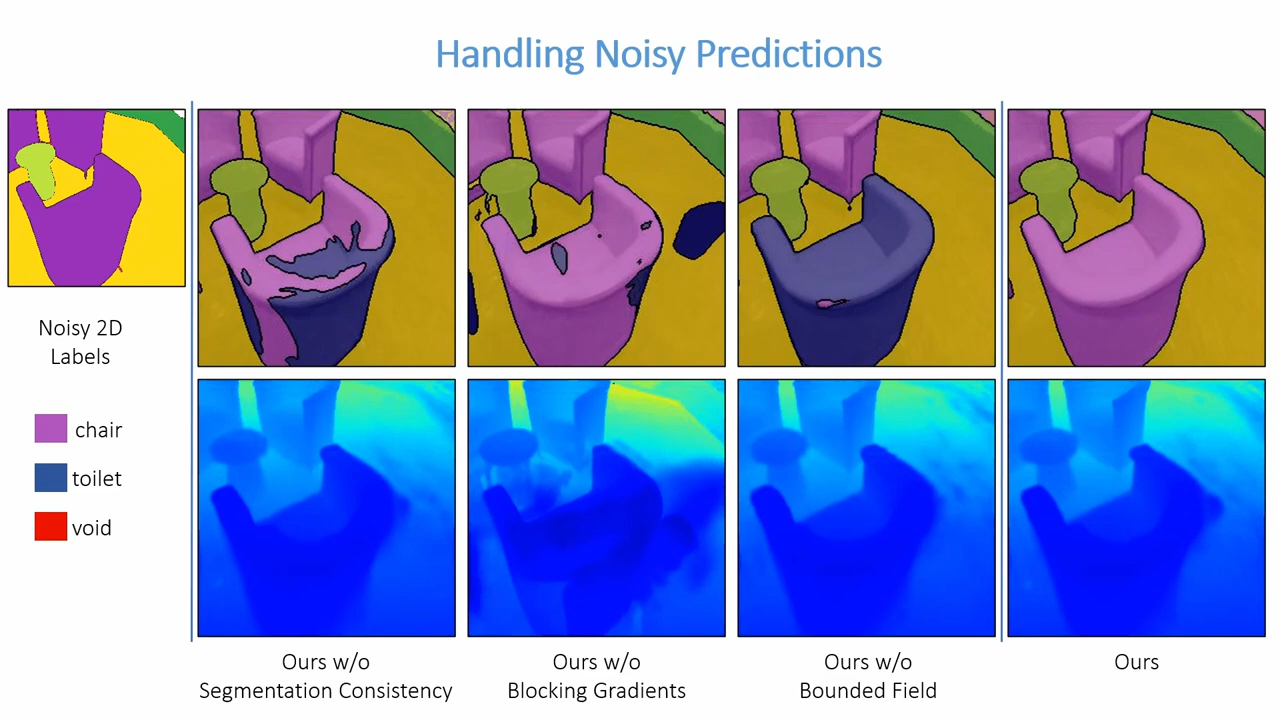 Handling Noisy Predictions
Noisy 2D
Labels
chair
toilet
void
Ours w/o
Segmentation Consistency
Ours w/o
Blocking Gradients
Ours w/o
Bounded Field
Ours